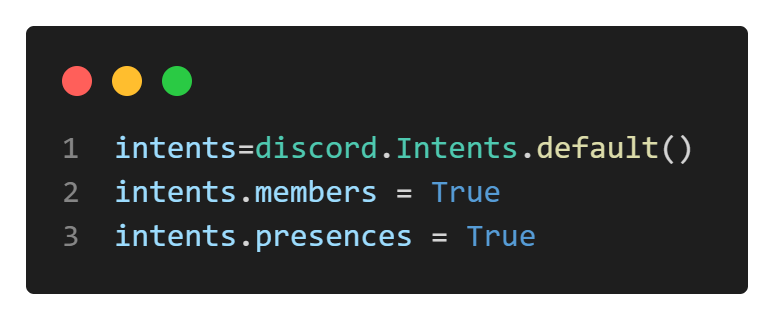 1 intents=discord.Intents.default()
2 intents.members = True
3 intents.presences = True